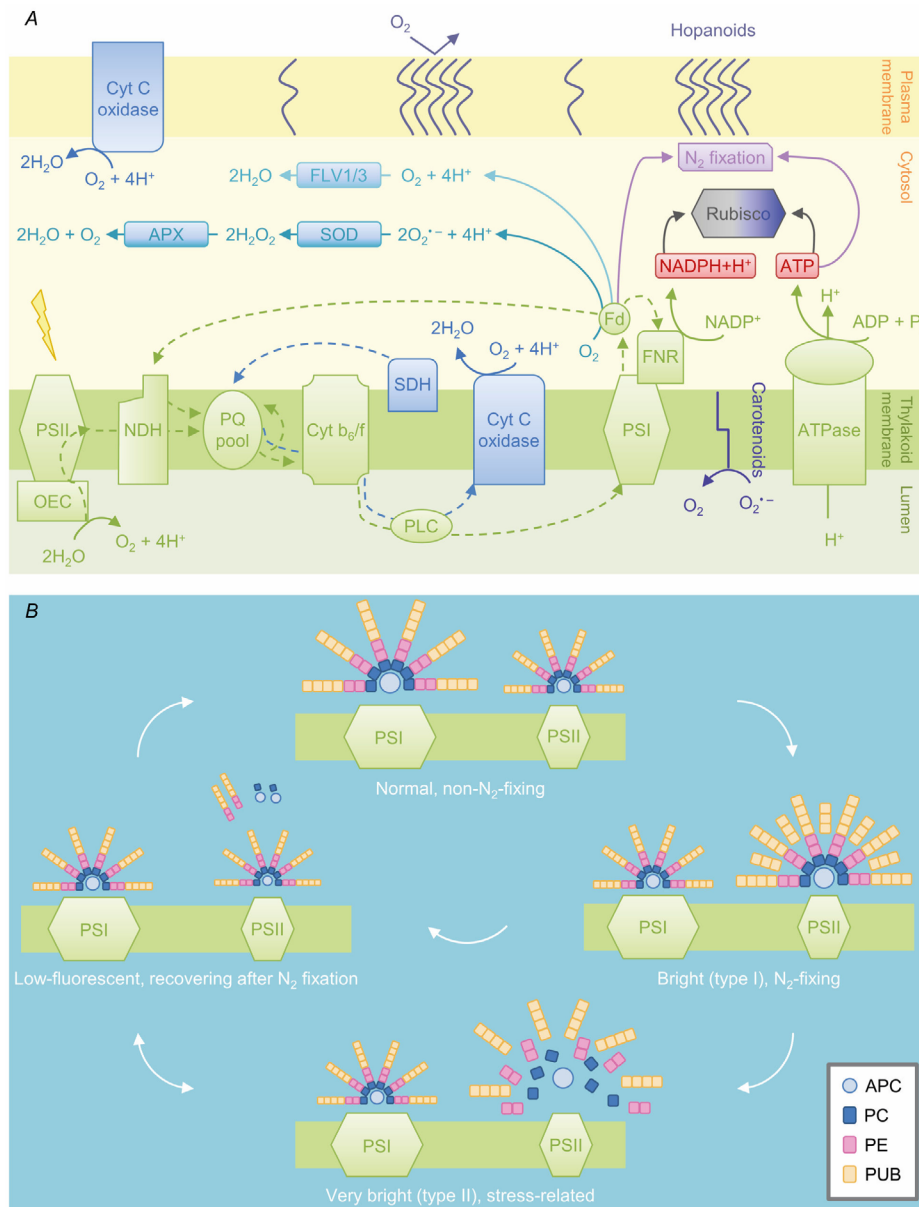 A
O₂
Hopanoids
Cyt C
oxidase
Plasma
membrane
2H₂O
O₂ + 4H⁺
2H₂O
FLV1/3
O₂ + 4H⁺
N₂ fixation
Cytosol
2H₂O + O₂
APX
2H₂O₂
SOD
2O₂•− + 4H⁺
Rubisco
NADPH+H⁺
ATP
H⁺
Fd
NADP⁺
ADP + P
2H₂O
O₂ + 4H⁺
O₂
FNR
SDH
PSII
NDH
PQ
pool
Cyt b₆/f
Cyt C
oxidase
PSI
Carotenoids
ATPase
Thylakoid
membrane
OEC
PLC
O₂
O₂•−
Lumen
2H₂O
O₂ + 4H⁺
H⁺
B
PSI
PSII
Normal, non-N₂-fixing
PSI
PSII
Low-fluorescent, recovering after N₂ fixation
PSI
PSII
Bright (type I), N₂-fixing
PSI
PSII
Very bright (type II), stress-related
APC
PC
PE
PUB